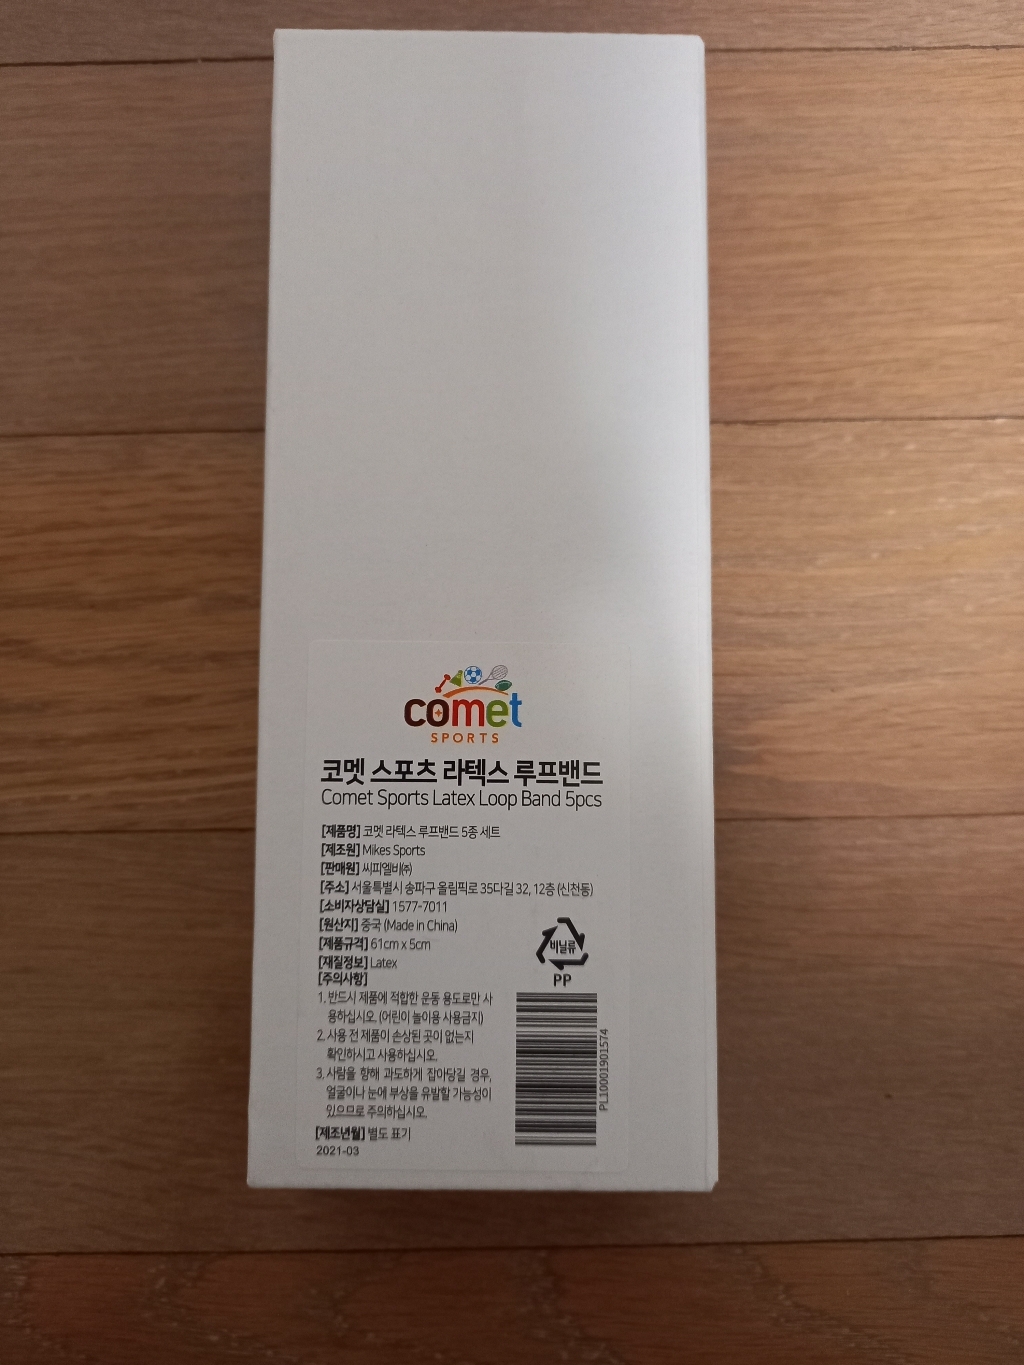 comet
SPORTS
코멧 스포츠 라텍스 루프밴드
Comet Sports Latex Loop Band 5pcs
[제품명] 코멧 라텍스 루프밴드 5종 세트
[제조원] Mikes Sports
[판매원] 씨피엘비㈜
[주소] 서울특별시 송파구 올림픽로 35다길 32, 12층 (신천동)
[소비자상담실] 1577-7011
[원산지] 중국 (Made in China)
[제품규격] 61cm x 5cm
[재질정보] Latex
[주의사항]
1. 반드시 제품에 적합한 운동 용도로만 사
용하십시오. (어린이 놀이용 사용금지)
2. 사용 전 제품이 손상된 곳이 없는지
확인하시고 사용하십시오.
3. 사람을 향해 과도하게 잡아당길 경우,
얼굴이나 눈에 부상을 유발할 가능성이
있으므로 주의하십시오.
[제조년월] 별도 표기
2021-03
비닐류
PP
PL10001901574